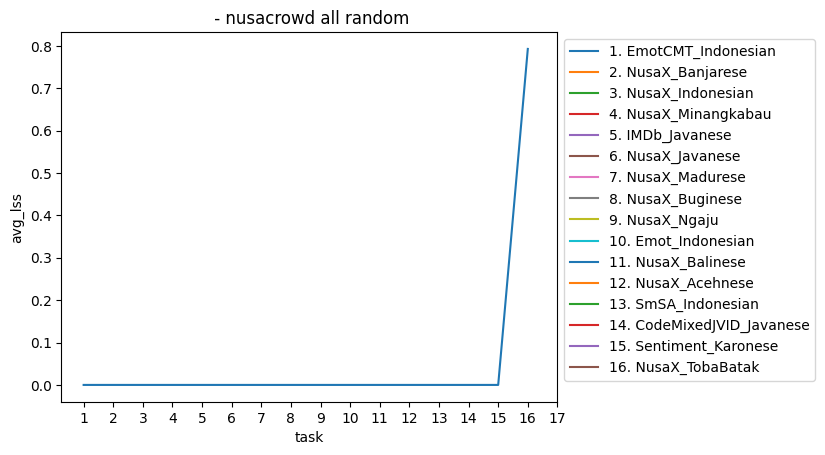 - nusacrowd all random
avg_lss
0.8
0.7
0.6
0.5
0.4
0.3
0.2
0.1
0.0
1 2 3 4 5 6 7 8 9 10 11 12 13 14 15 16 17
task
1. EmotCMT_Indonesian
2. NusaX_Banjarese
3. NusaX_Indonesian
4. NusaX_Minangkabau
5. IMDb_Javanese
6. NusaX_Javanese
7. NusaX_Madurese
8. NusaX_Buginese
9. NusaX_Ngaju
10. Emot_Indonesian
11. NusaX_Balinese
12. NusaX_Acehnese
13. SmSA_Indonesian
14. CodeMixedJVID_Javanese
15. Sentiment_Karonese
16. NusaX_TobaBatak